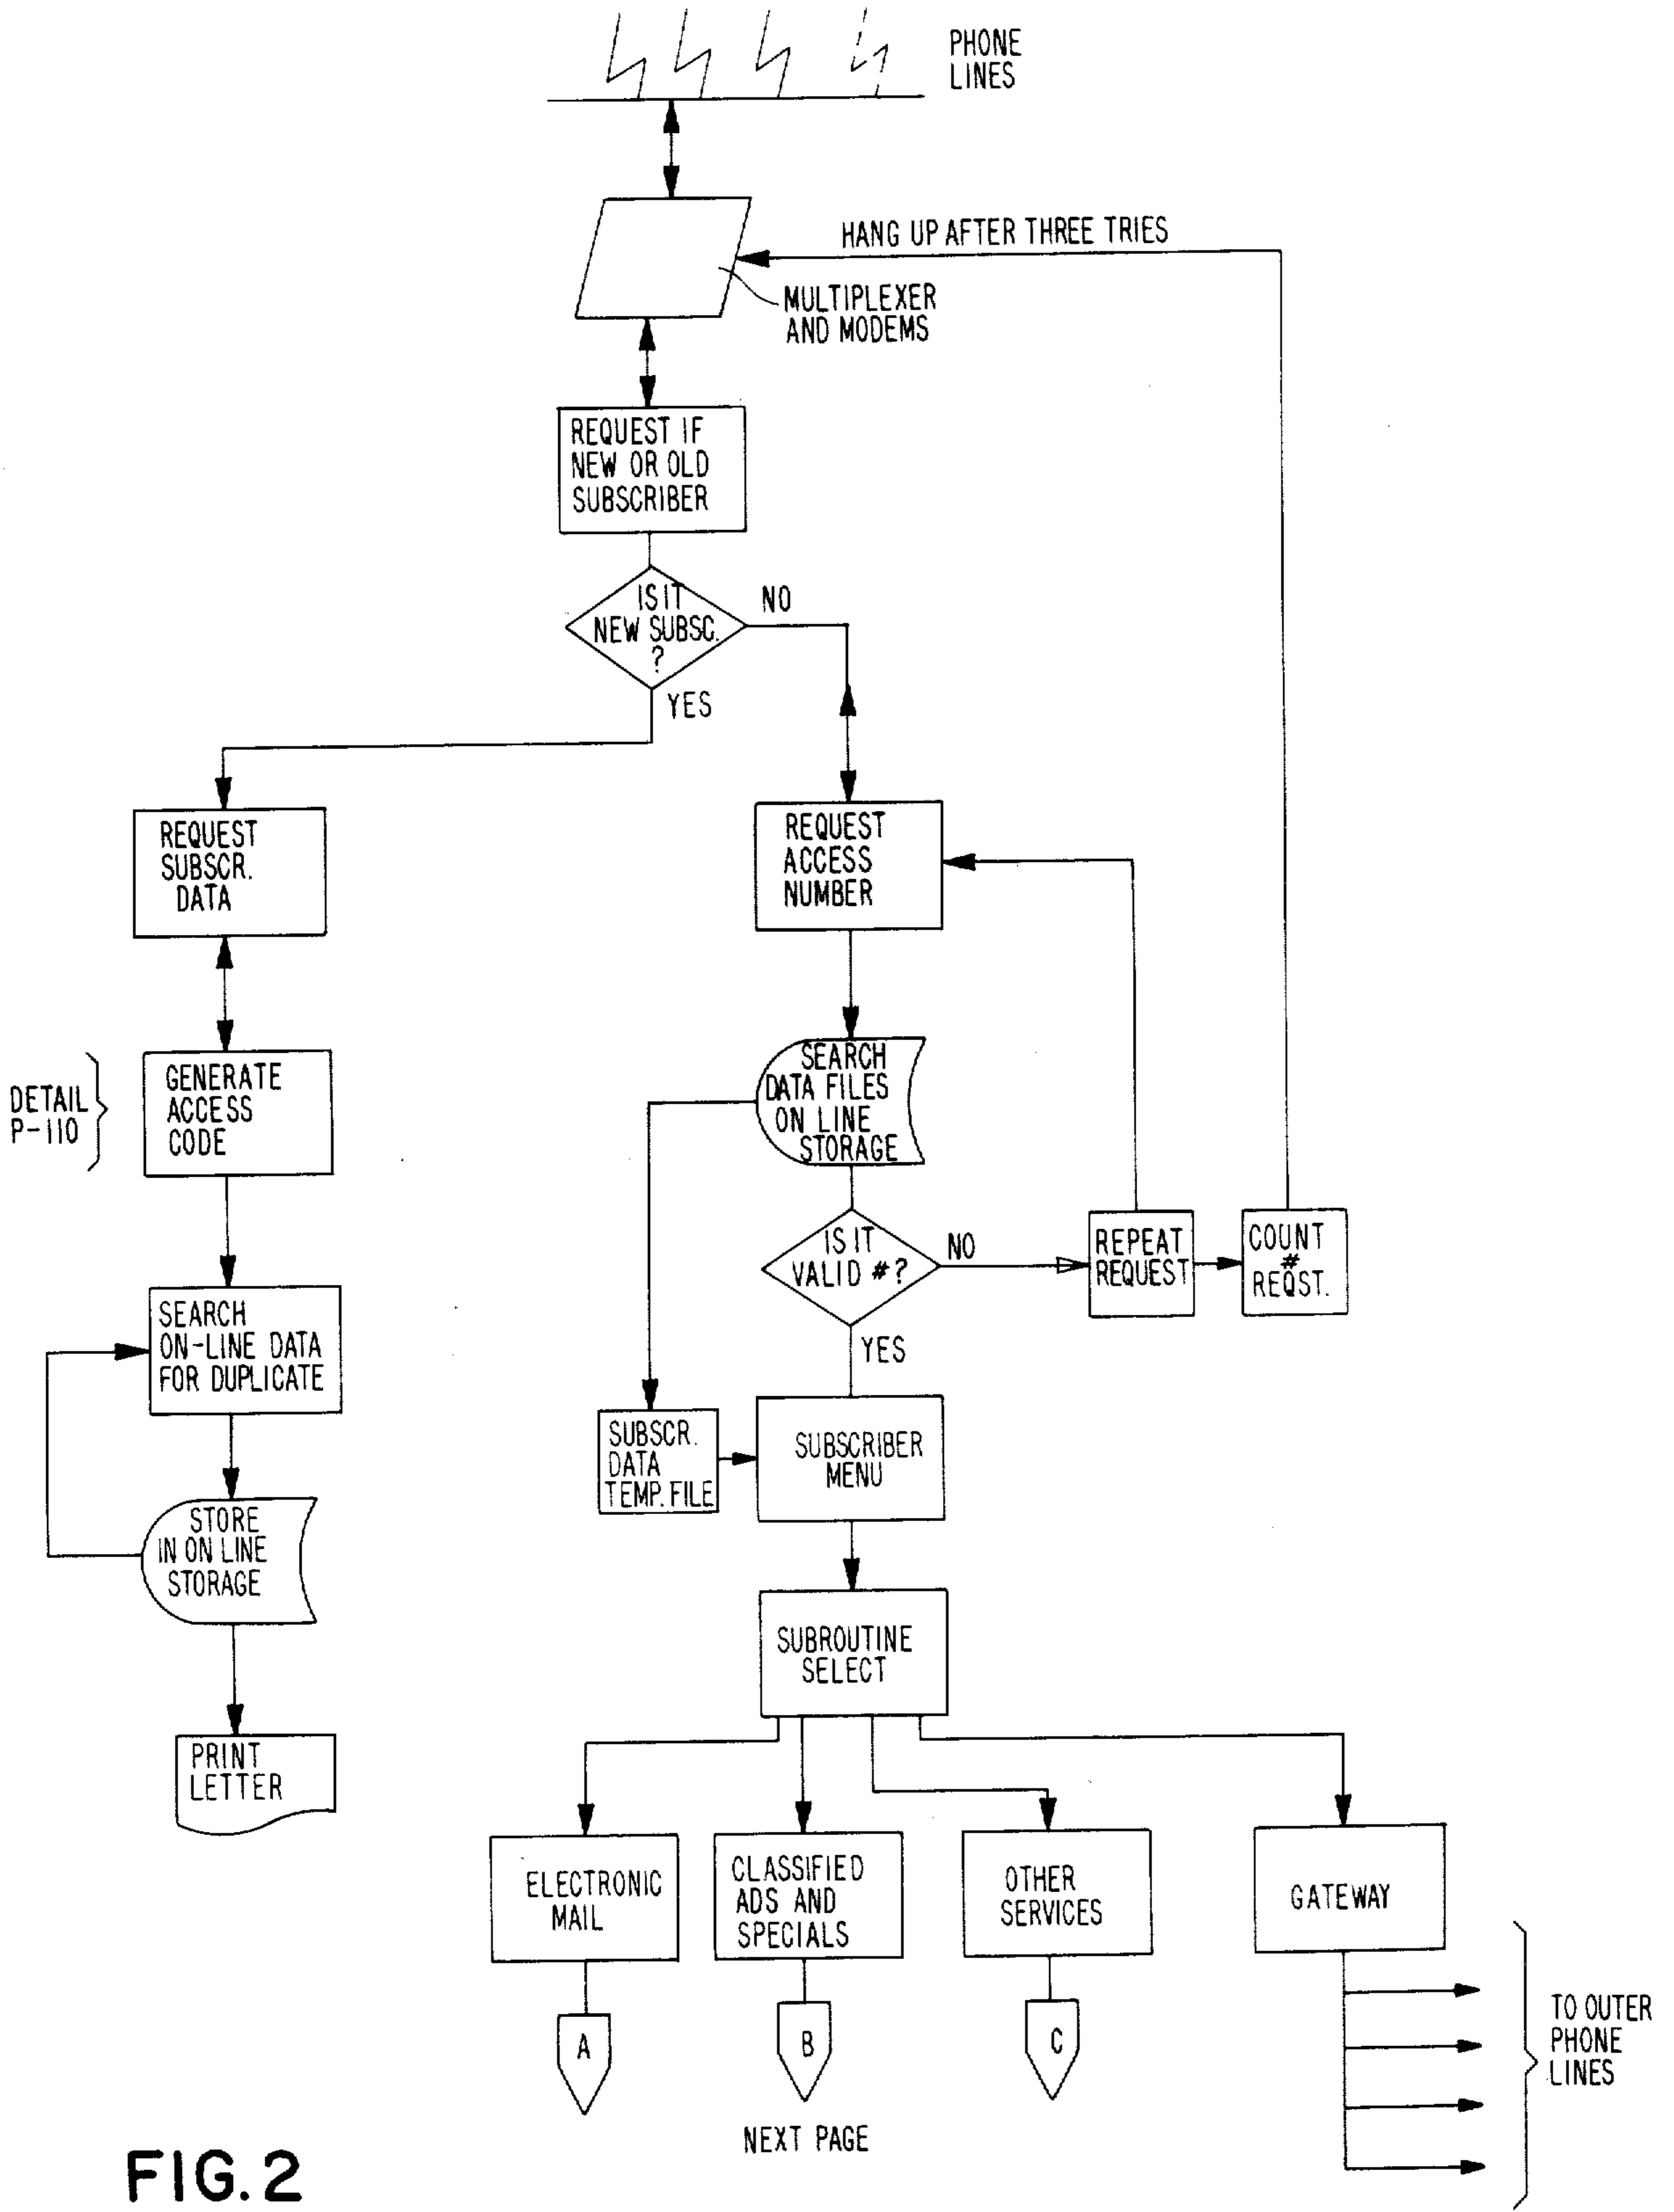 PHONE
LINES
HANG UP AFTER THREE TRIES
MULTIPLEXER
AND MODEMS
REQUEST IF
NEW OR OLD
SUBSCRIBER
IS IT
NEW SUBSC.
?
NO
YES
REQUEST
SUBSCR.
DATA
REQUEST
ACCESS
NUMBER
DETAIL
P-110
GENERATE
ACCESS
CODE
SEARCH
DATA FILES
ON LINE
STORAGE
IS IT
VALID #?
NO
REPEAT
REQUEST
COUNT
#
REQST.
YES
SEARCH
ON-LINE DATA
FOR DUPLICATE
SUBSCR.
DATA
TEMP. FILE
SUBSCRIBER
MENU
STORE
IN ON LINE
STORAGE
SUBROUTINE
SELECT
PRINT
LETTER
ELECTRONIC
MAIL
CLASSIFIED
ADS AND
SPECIALS
OTHER
SERVICES
GATEWAY
A
B
C
TO OUTER
PHONE
LINES
NEXT PAGE
FIG. 2